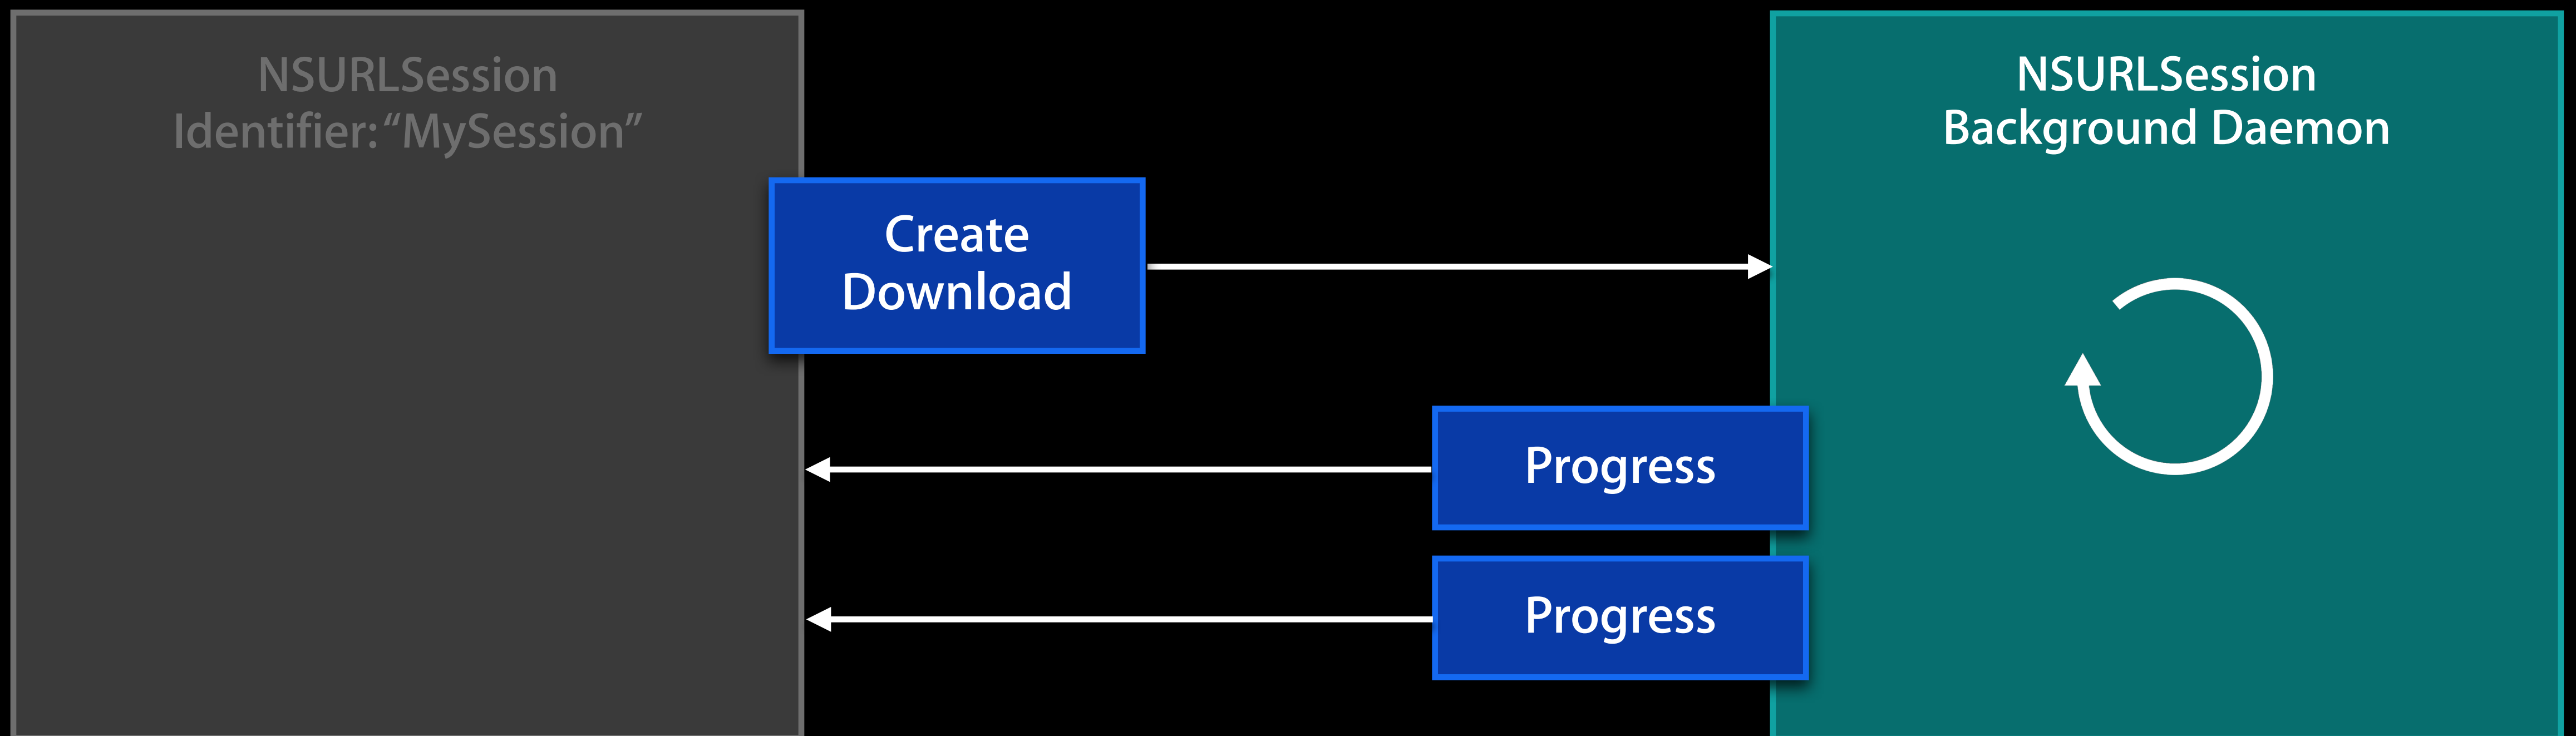 NSURLSession
Identifier: “MySession”
NSURLSession
Background Daemon
Create
Download
Progress
Progress